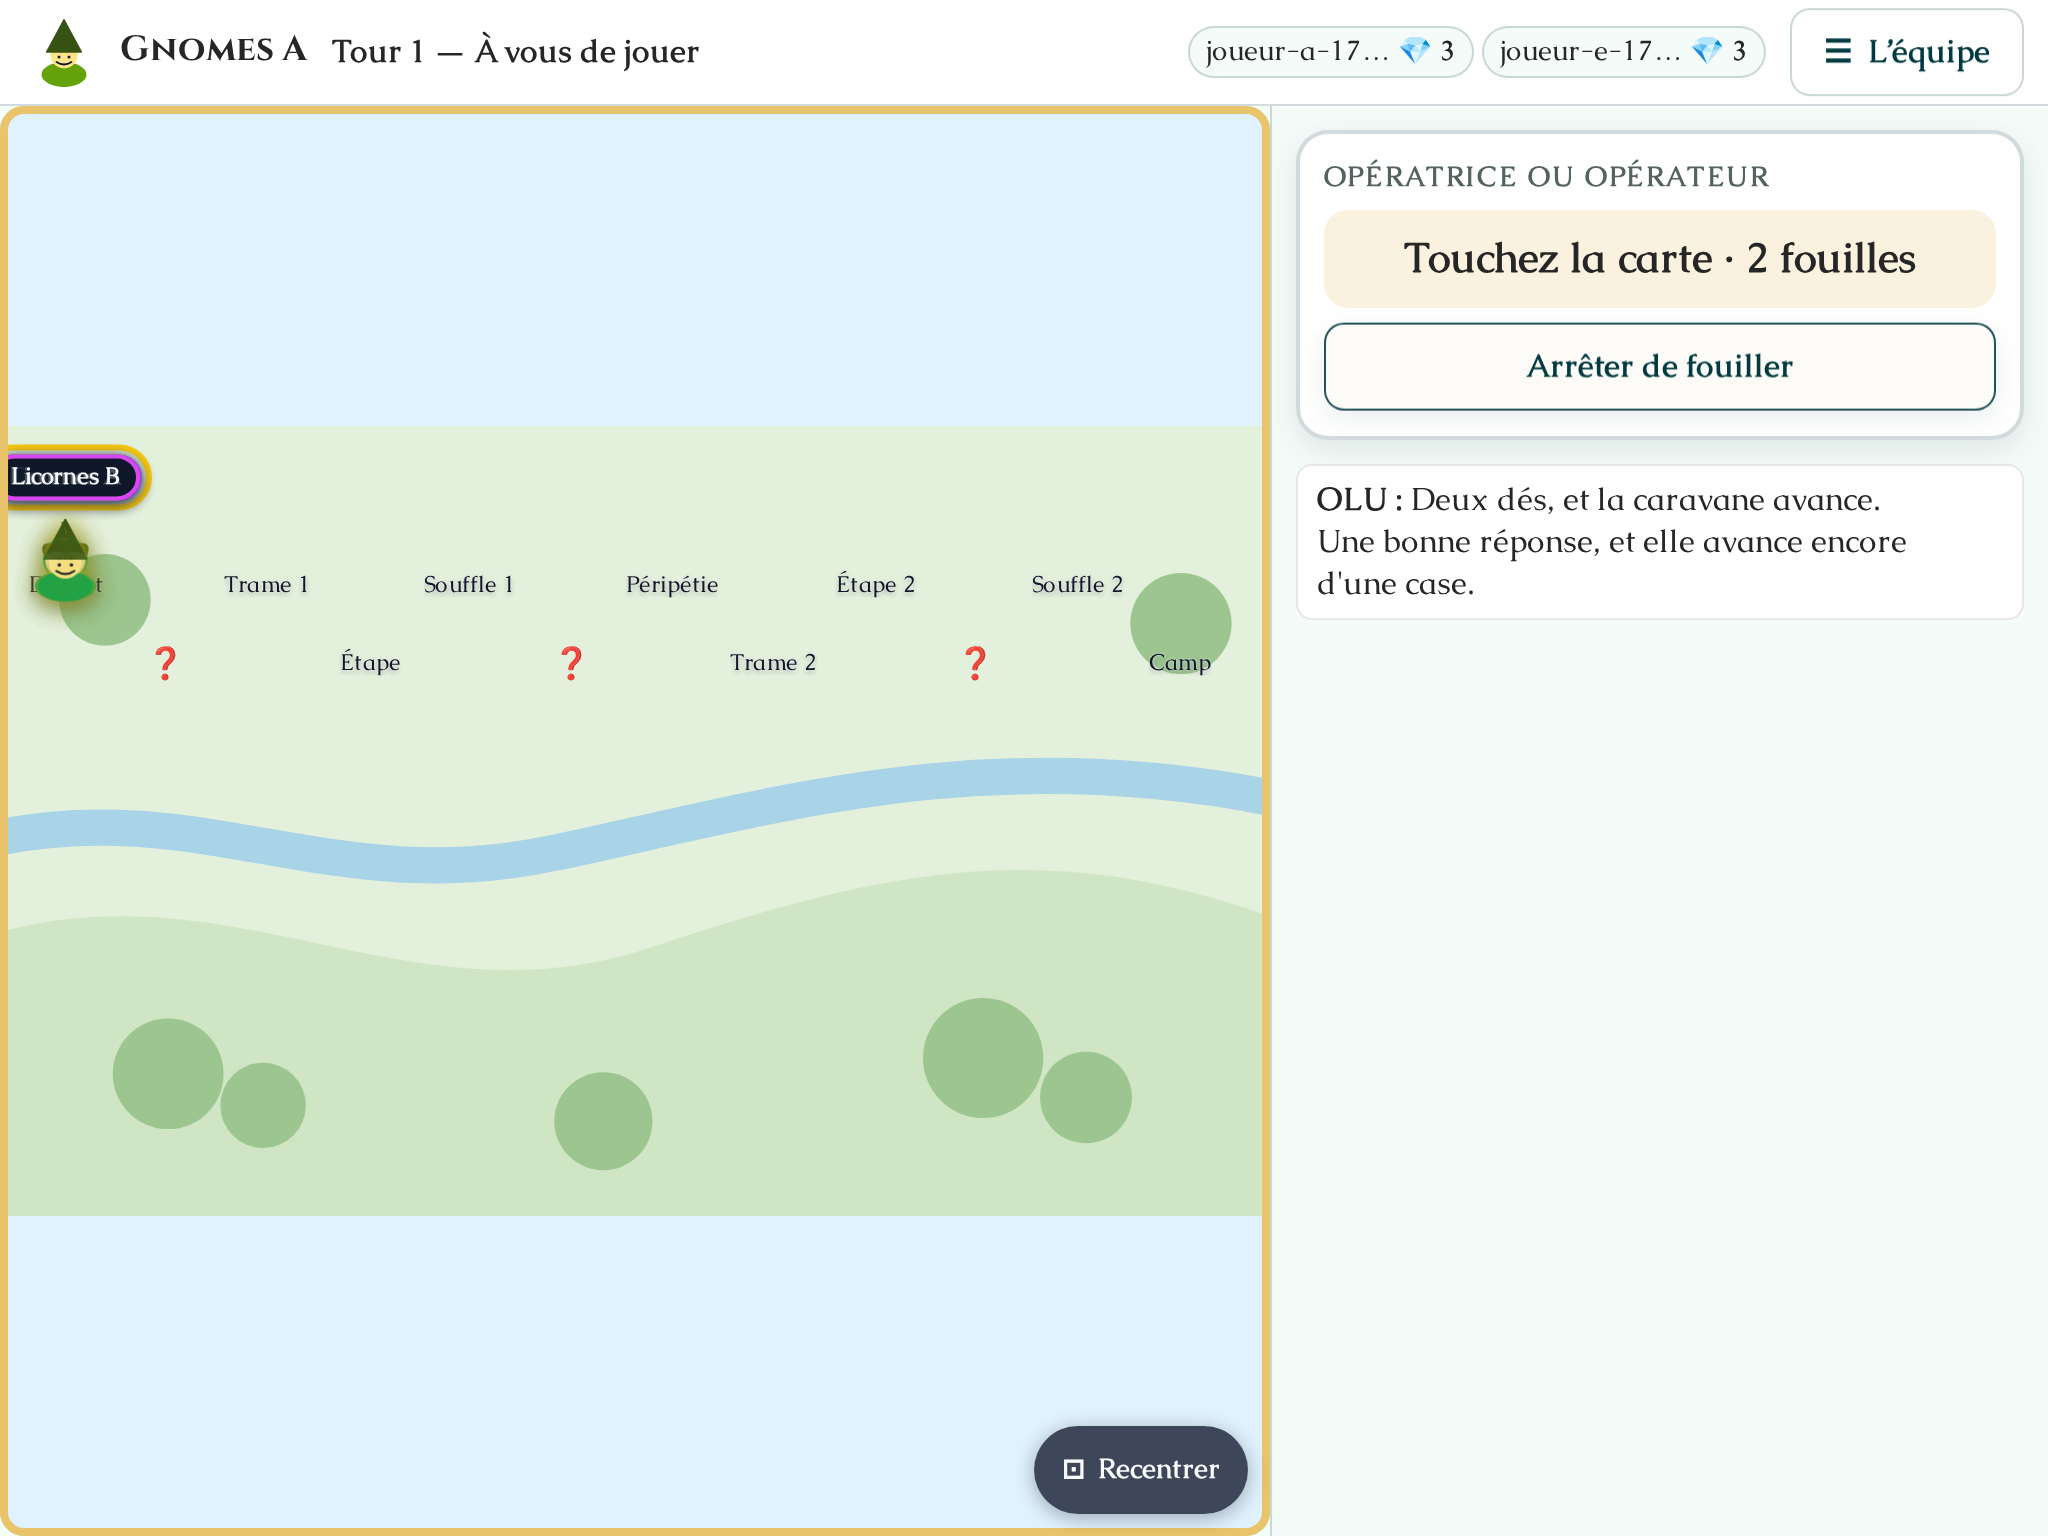 GNOMES A
Tour 1 — À vous de jouer
joueur-a-17… 💎 3
joueur-e-17… 💎 3
☰ L’équipe
OPÉRATRICE OU OPÉRATEUR
Touchez la carte · 2 fouilles
Arrêter de fouiller
OLU : Deux dés, et la caravane avance.
Une bonne réponse, et elle avance encore
d'une case.
Licornes B
Trame 1
Souffle 1
Péripétie
Étape 2
Souffle 2
❓
Étape
❓
Trame 2
❓
Camp
Recentrer